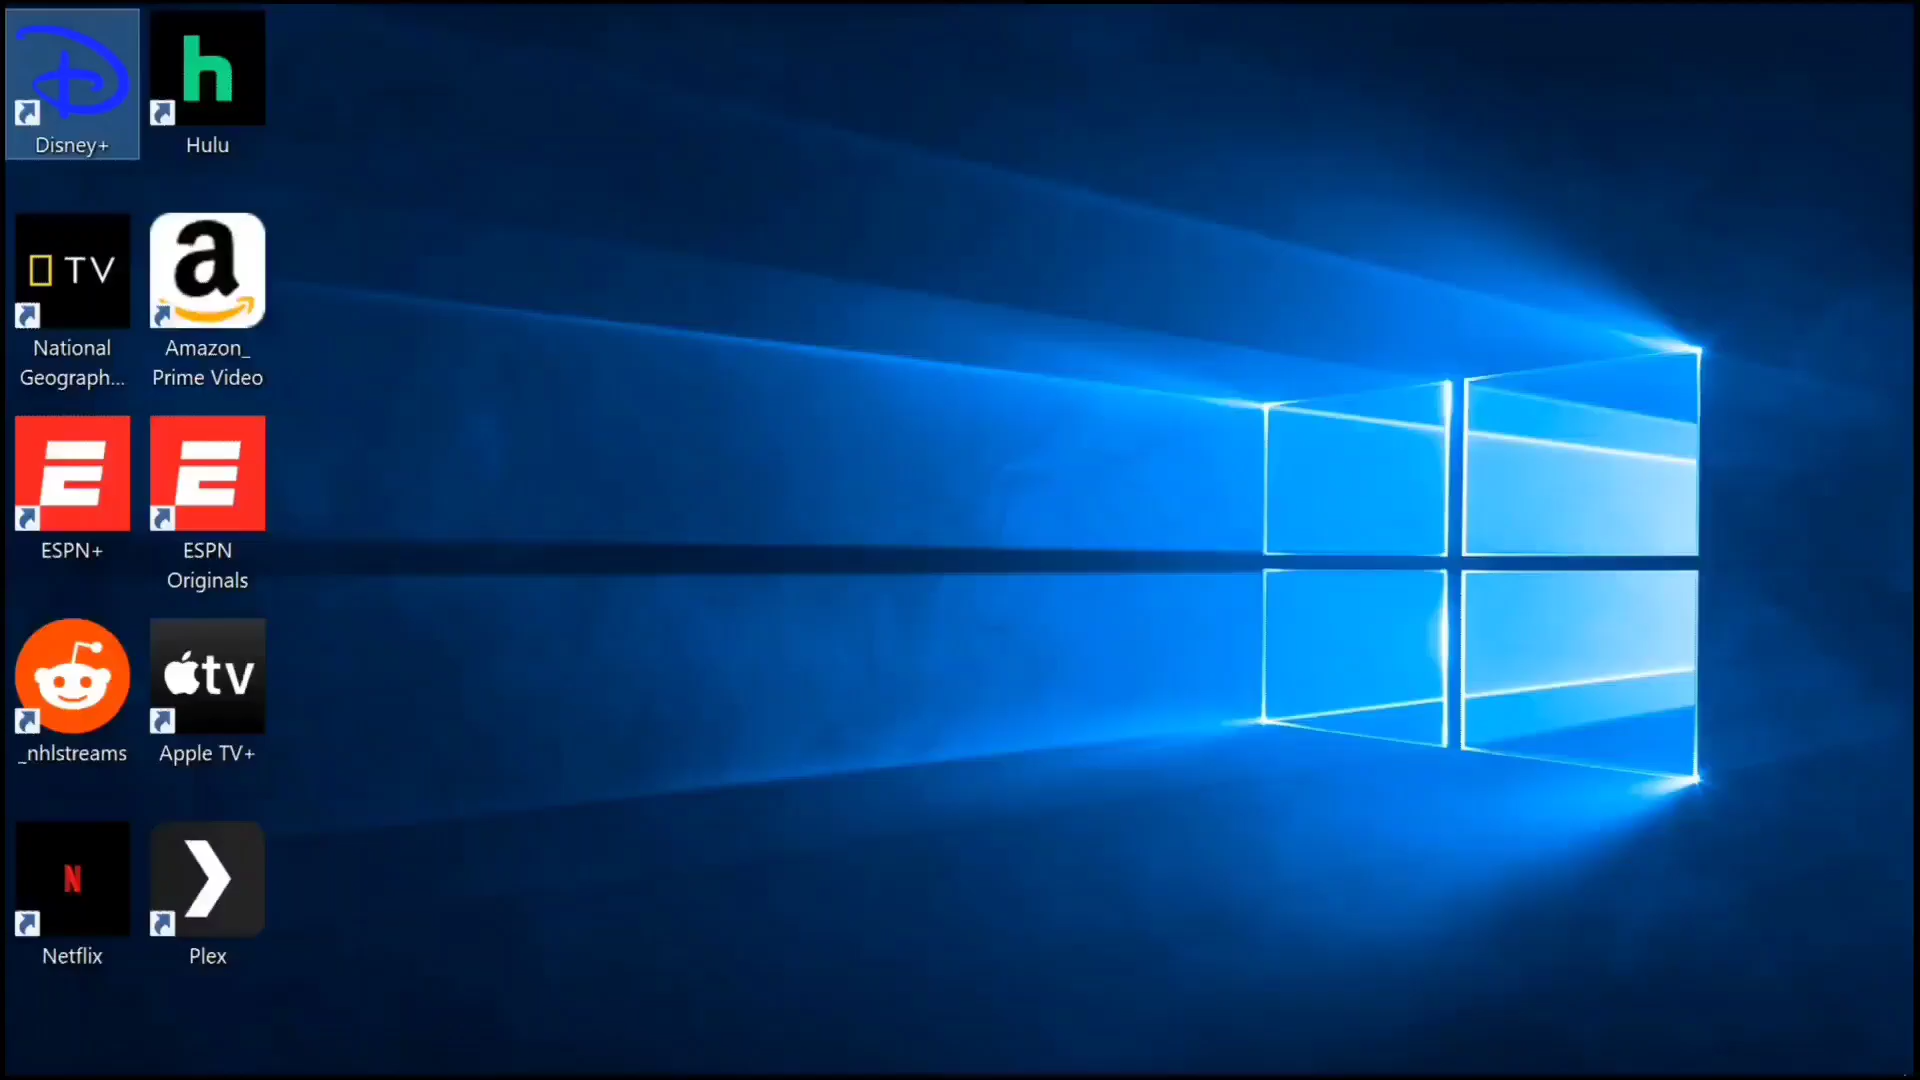 Disney+
h
Hulu
TV
National
Geograph...
a
Amazon_
Prime Video
E
ESPN+
E
ESPN
Originals
_nhlstreams
tv
Apple TV+
N
Netflix
Plex